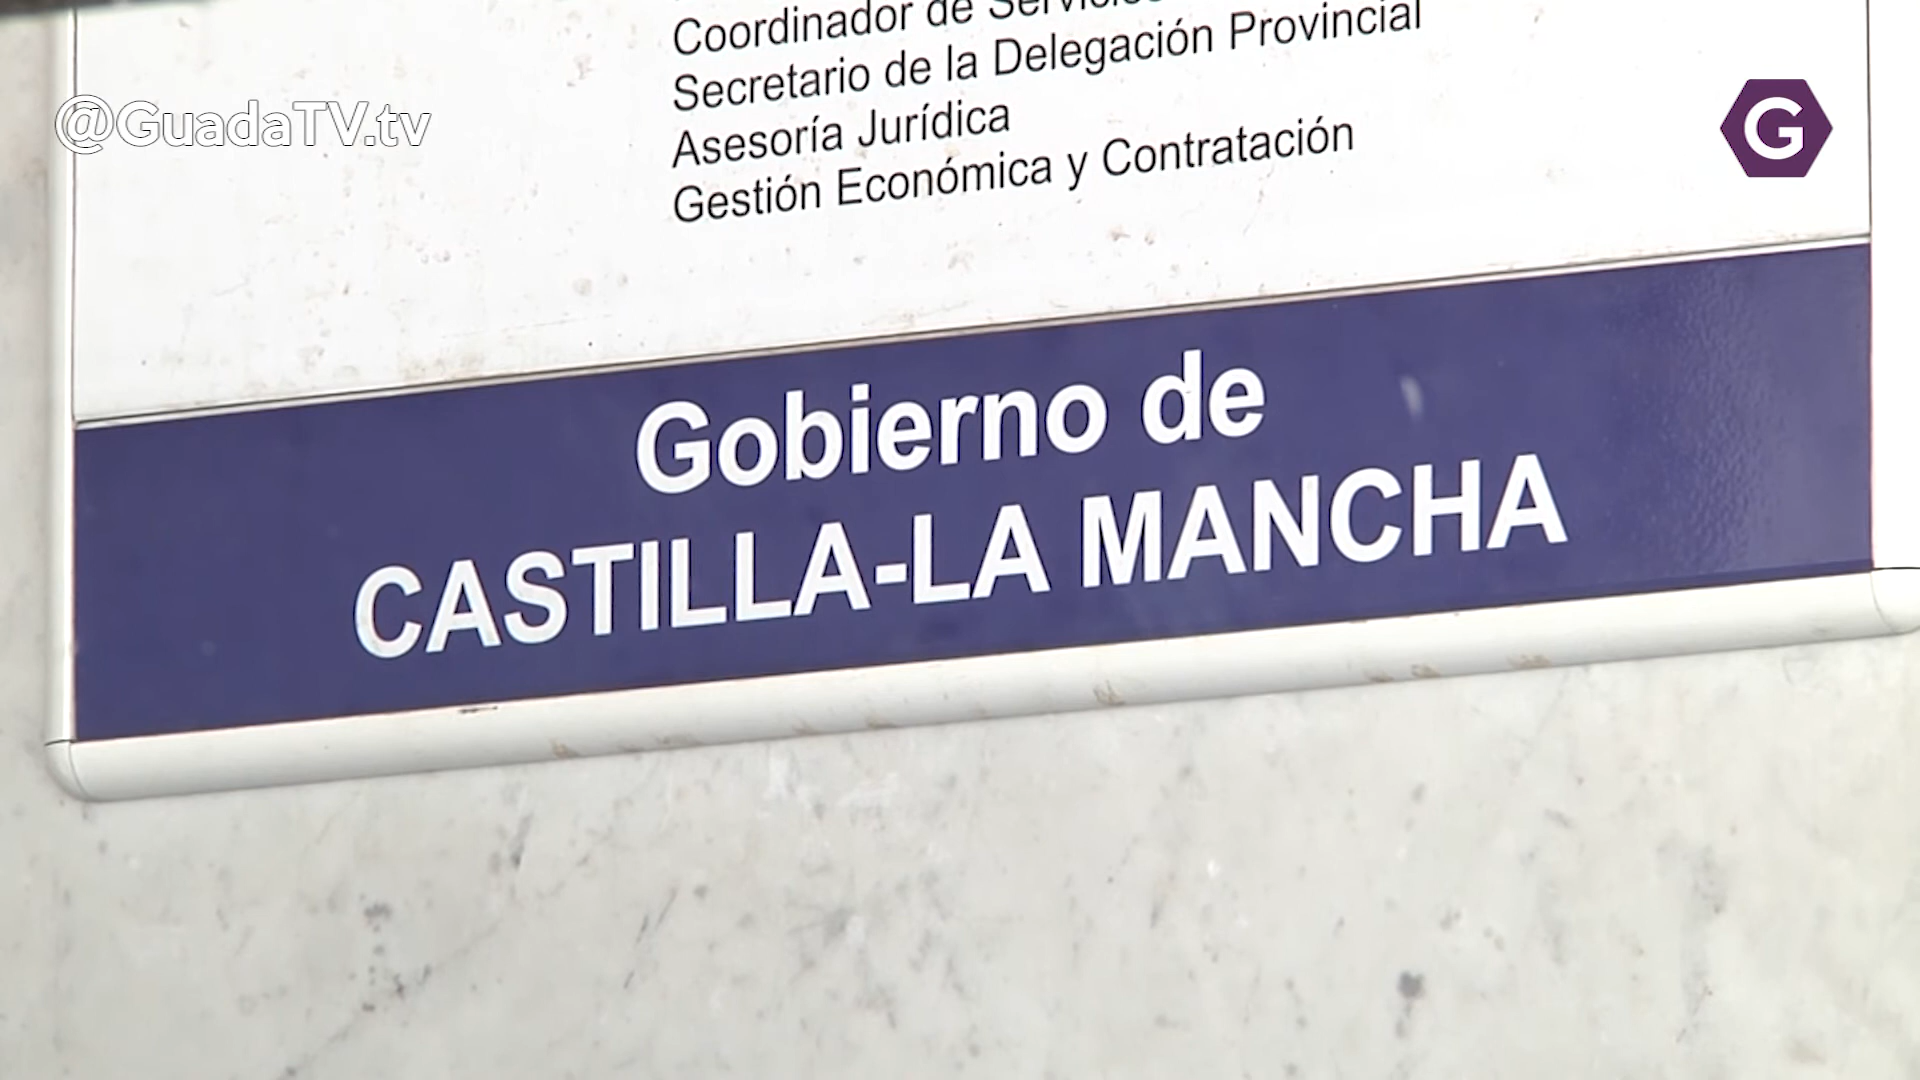 Coordinador de Servicios
Secretario de la Delegación Provincial
Asesoría Jurídica
Gestión Económica y Contratación
@GuadaTV.tv
G
Gobierno de
CASTILLA-LA MANCHA